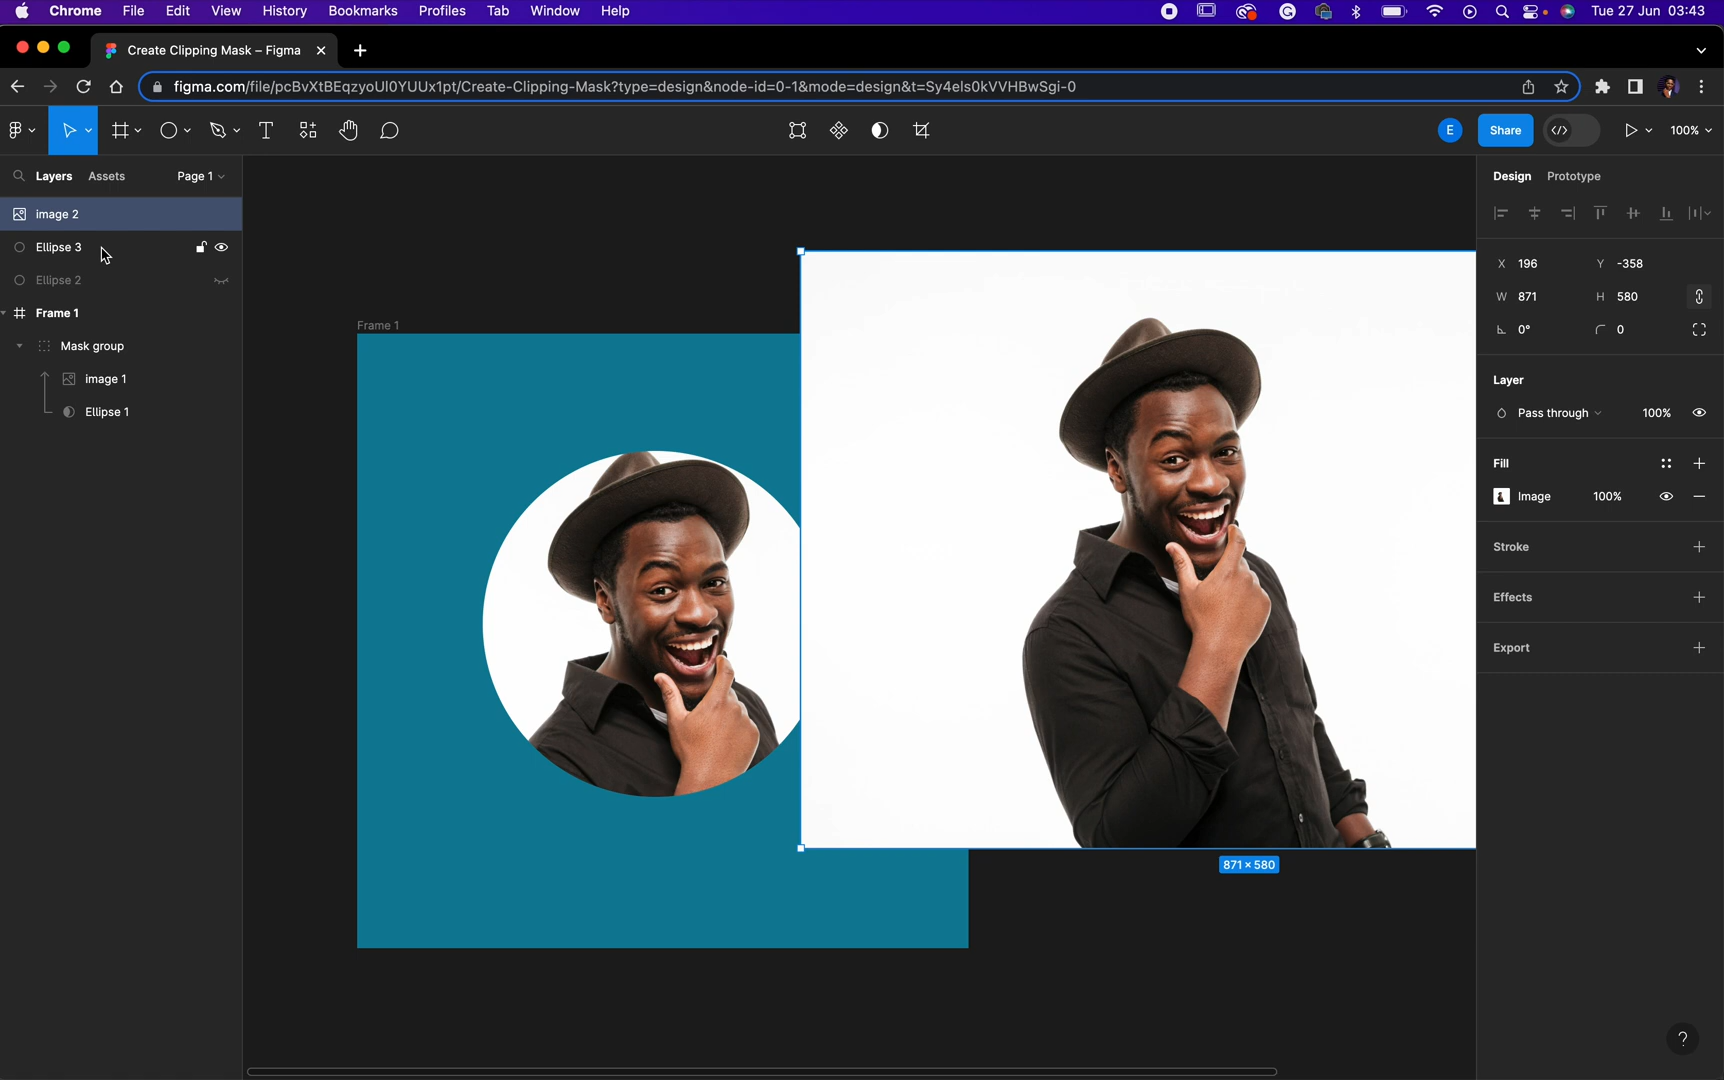 Chrome File Edit View History Bookmarks Profiles Tab Window Help Tue 27 Jun 03:43
Create Clipping Mask – Figma
figma.com/file/pcBvXtBEqzyoUl0YUUx1pt/Create-Clipping-Mask?type=design&node-id=0-1&mode=design&t=Sy4els0kVVHBwSgi-0
E Share 100%
Layers Assets Page 1
Design Prototype
image 2
Ellipse 3
Ellipse 2
Frame 1
Mask group
image 1
Ellipse 1
Frame 1
871 × 580
X 196 Y -358
W 871 H 580
0° 0
Layer
Pass through 100%
Fill
Image 100%
Stroke
Effects
Export
?